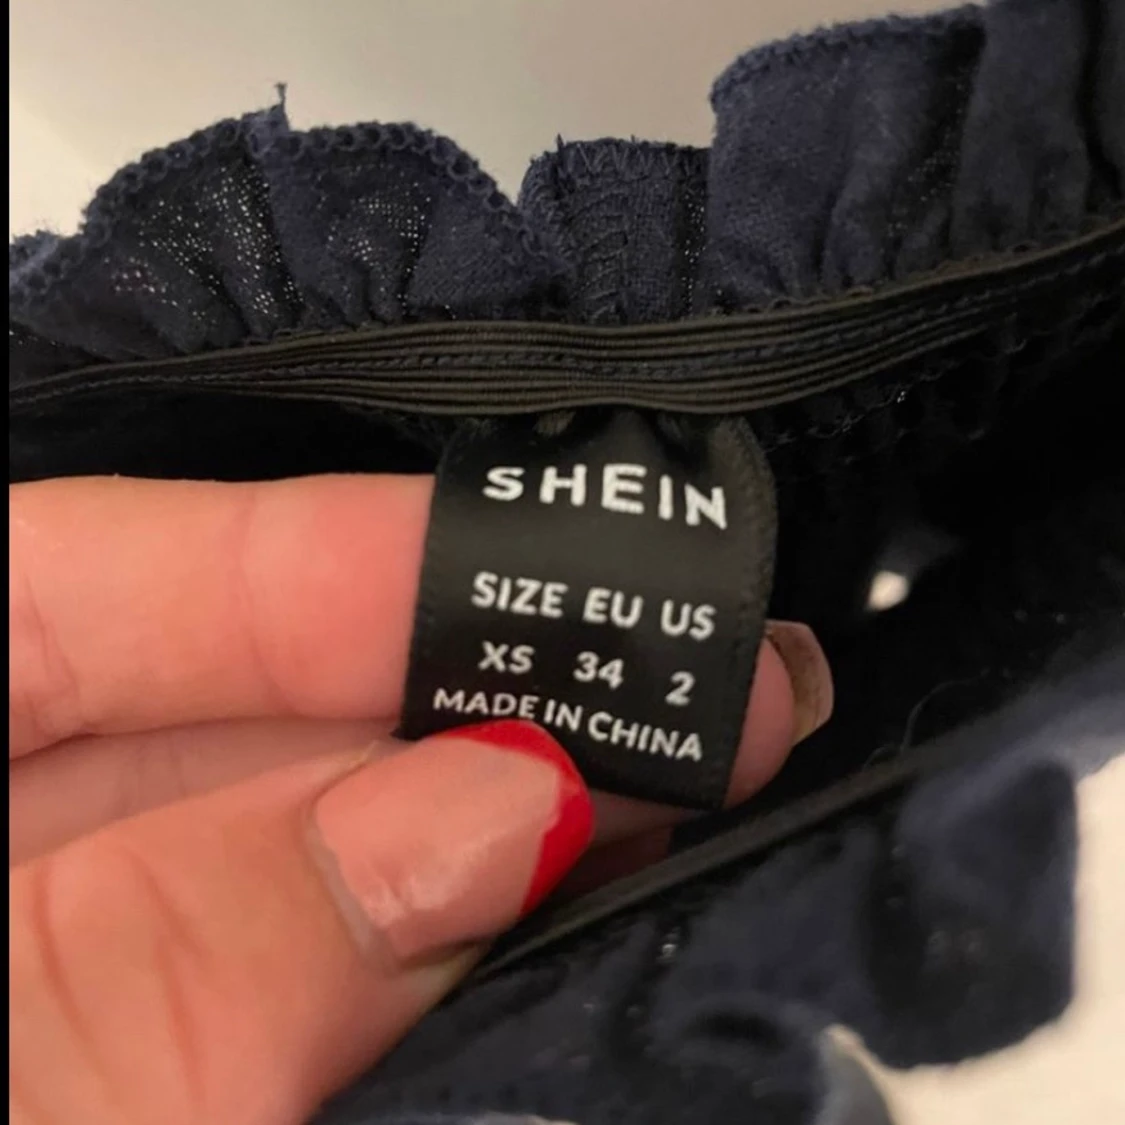 SHEIN
SIZE EU US
XS 34 2
MADE IN CHINA